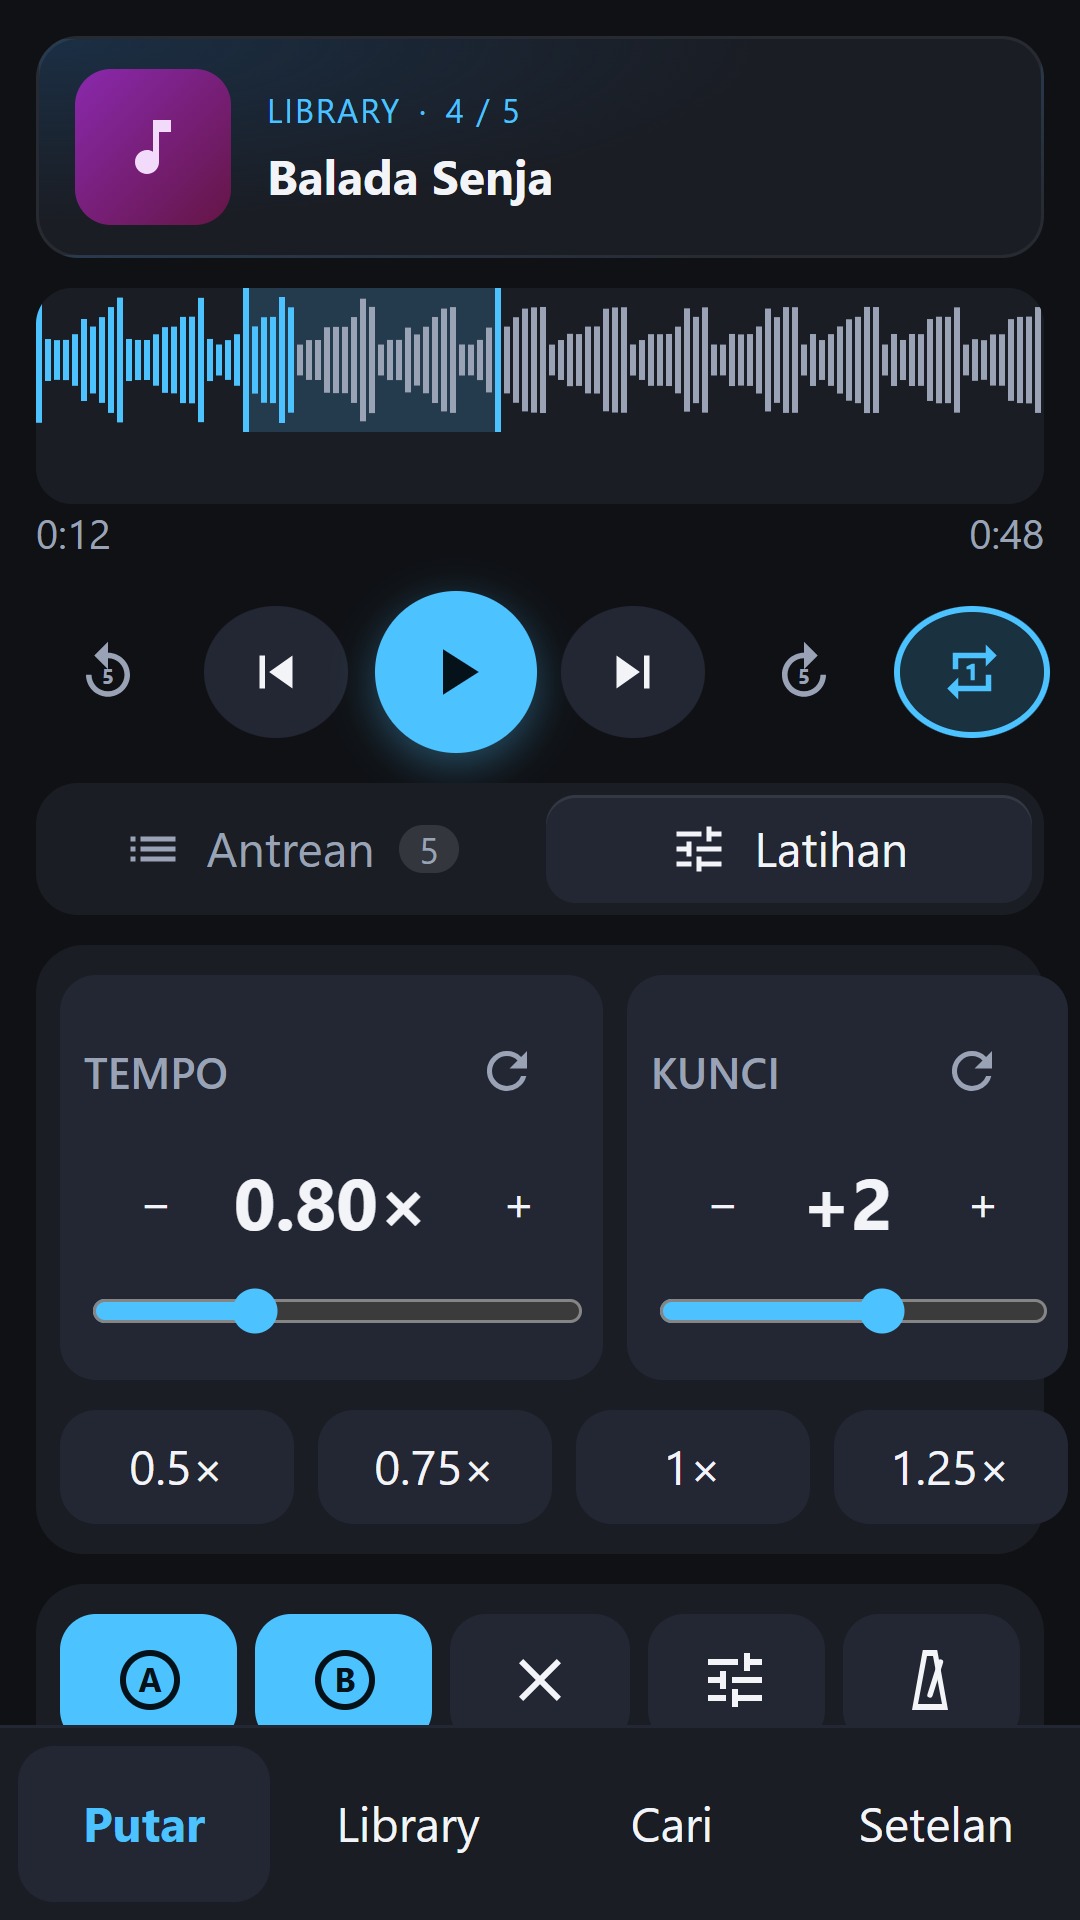 LIBRARY · 4 / 5
Balada Senja
0:12
0:48
5
5
1
Antrean 5
Latihan
TEMPO
KUNCI
− 0.80× +
− +2 +
0.5×
0.75×
1×
1.25×
A
B
Putar
Library
Cari
Setelan